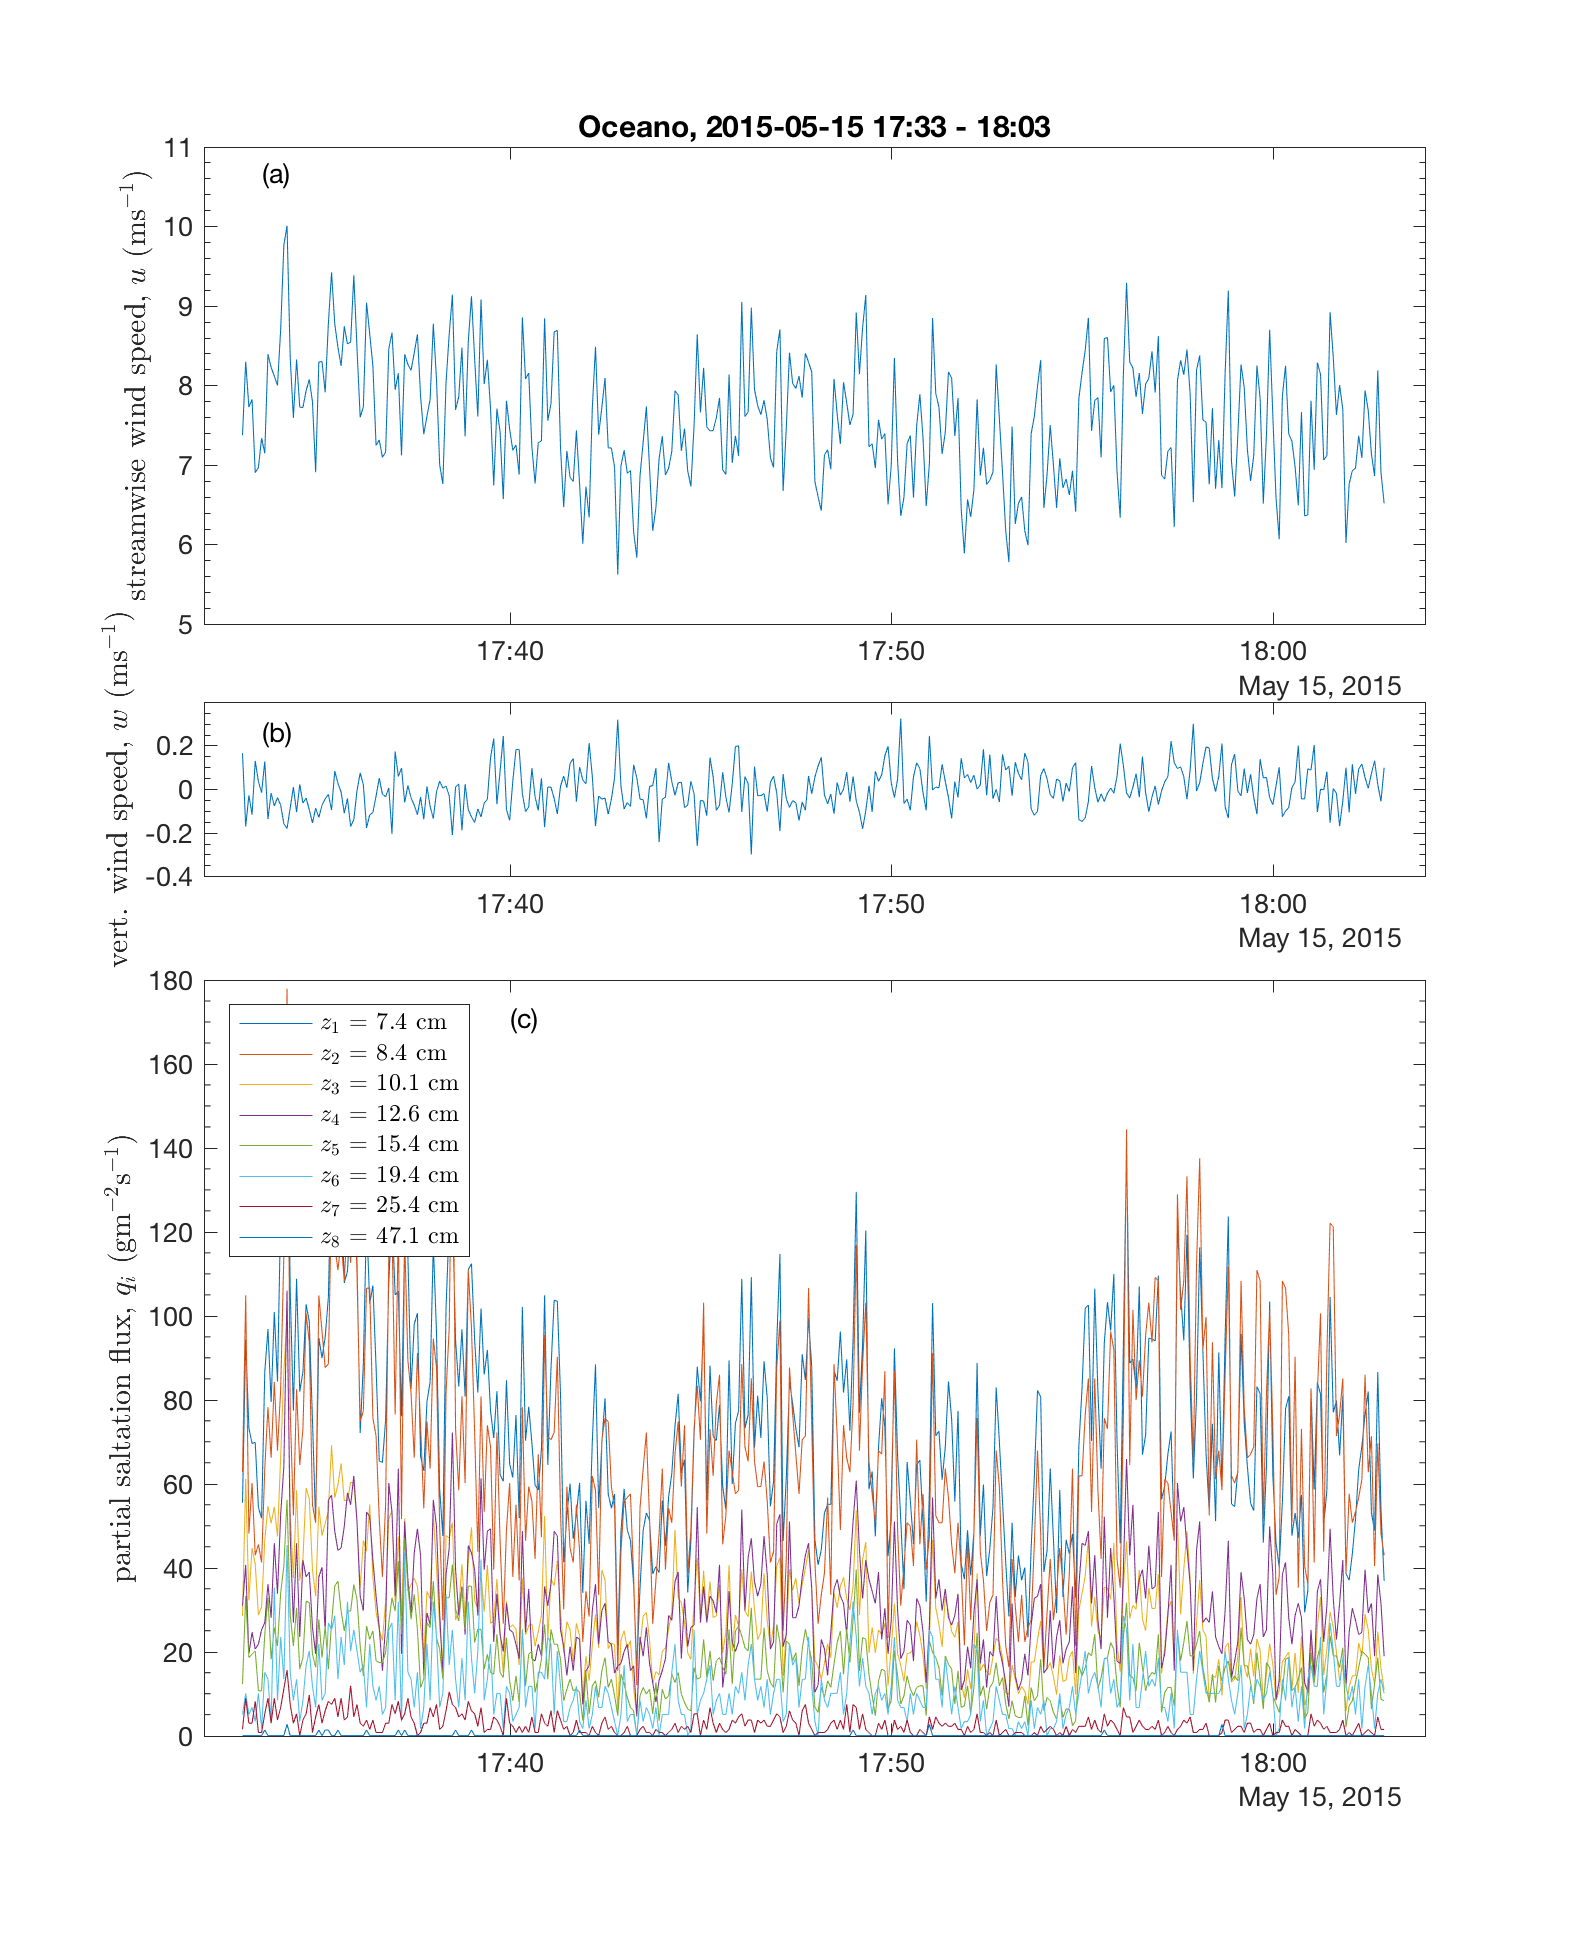 Oceano, 2015-05-15 17:33 - 18:03
streamwise wind speed, u (ms⁻¹)
11
10
9
8
7
6
5
(a)
17:40 17:50 18:00
May 15, 2015
vert. wind speed, w (ms⁻¹)
0.2
0
-0.2
-0.4
(b)
17:40 17:50 18:00
May 15, 2015
partial saltation flux, qᵢ (gm⁻²s⁻¹)
180
160
140
120
100
80
60
40
20
0
(c)
z₁ = 7.4 cm
z₂ = 8.4 cm
z₃ = 10.1 cm
z₄ = 12.6 cm
z₅ = 15.4 cm
z₆ = 19.4 cm
z₇ = 25.4 cm
z₈ = 47.1 cm
17:40 17:50 18:00
May 15, 2015